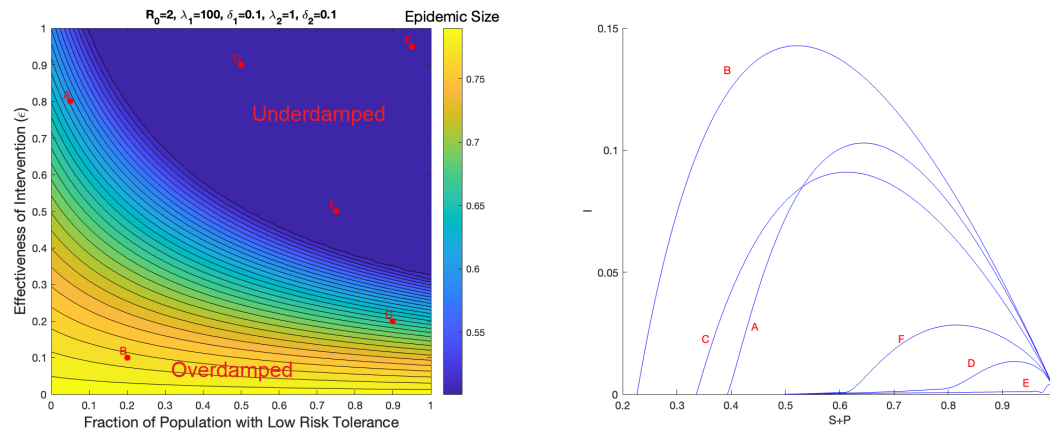 R₀=2, λ₁=100, δ₁=0.1, λ₂=1, δ₂=0.1
Epidemic Size
1
0.9
0.8
0.7
0.6
0.5
0.4
0.3
0.2
0.1
0
Effectiveness of Intervention (ϵ)
E
D
A
Underdamped
F
C
B
Overdamped
0 0.1 0.2 0.3 0.4 0.5 0.6 0.7 0.8 0.9 1
Fraction of Population with Low Risk Tolerance
0.75
0.7
0.65
0.6
0.55
0.15
0.1
0.05
0
I
B
C
A
F
D
E
0.2 0.3 0.4 0.5 0.6 0.7 0.8 0.9
S+P